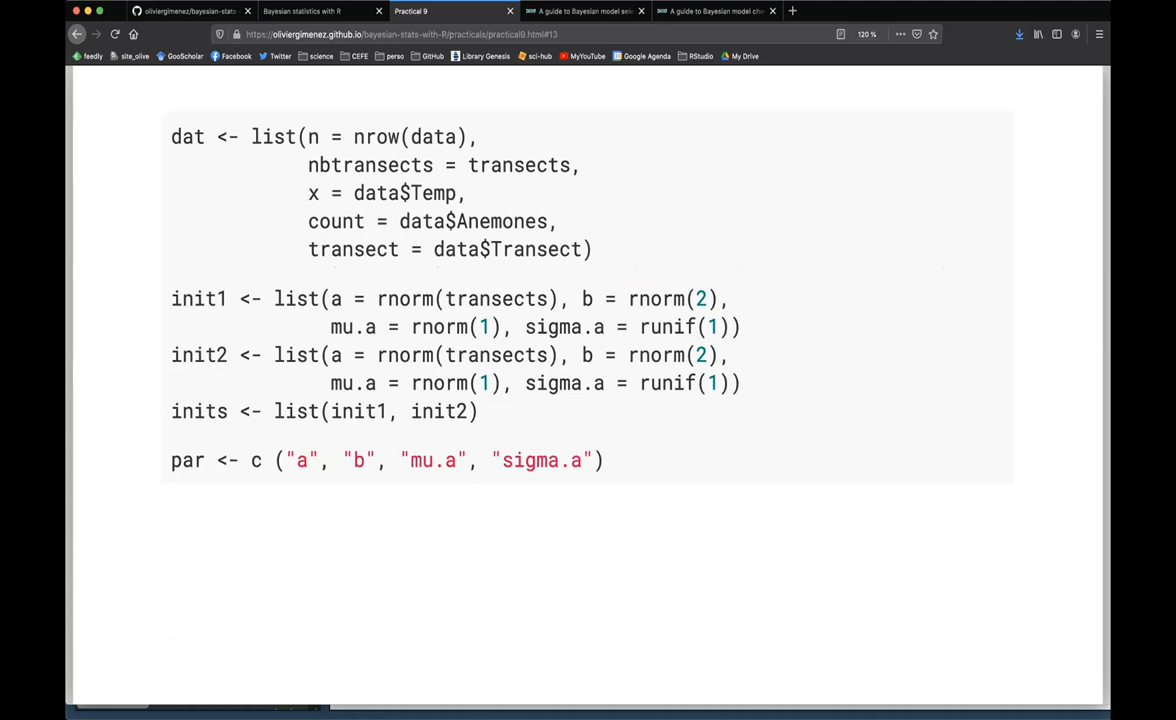 oliviergimenez/bayesian-stats-
Bayesian statistics with R
Practical 9
A guide to Bayesian model sele
A guide to Bayesian model che
https://oliviergimenez.github.io/bayesian-stats-with-R/practicals/practical9.html#13
120 %
feedly
site_olive
GooScholar
Facebook
Twitter
science
CEFE
perso
GitHub
Library Genesis
sci-hub
MyYouTube
Google Agenda
RStudio
My Drive
dat <- list(n = nrow(data),
nbtransects = transects,
x = data$Temp,
count = data$Anemones,
transect = data$Transect)
init1 <- list(a = rnorm(transects), b = rnorm(2),
mu.a = rnorm(1), sigma.a = runif(1))
init2 <- list(a = rnorm(transects), b = rnorm(2),
mu.a = rnorm(1), sigma.a = runif(1))
inits <- list(init1, init2)
par <- c ("a", "b", "mu.a", "sigma.a")